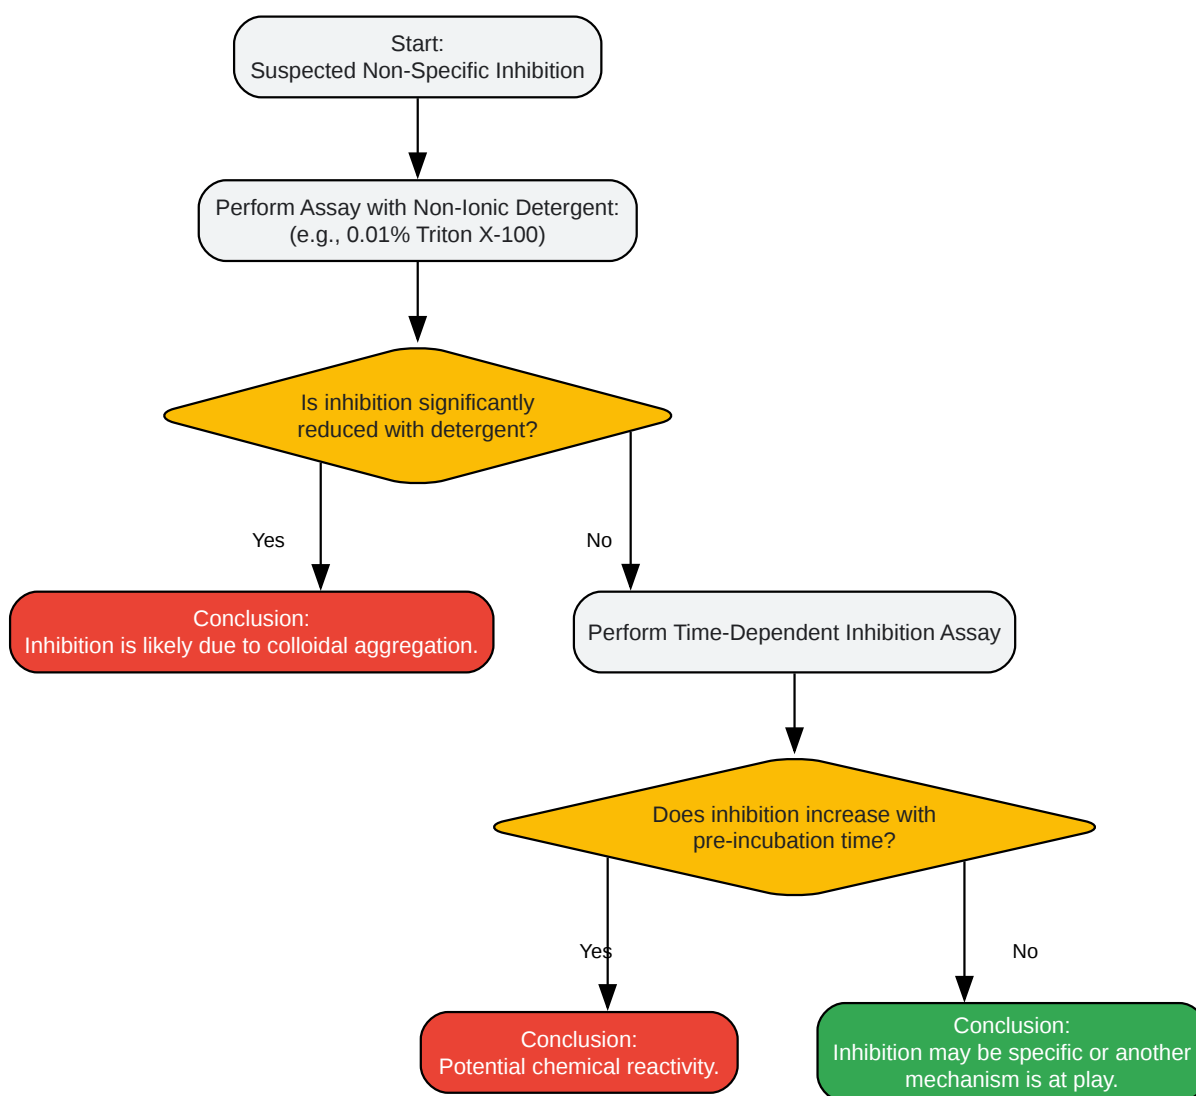 Start:
Suspected Non-Specific Inhibition
Perform Assay with Non-Ionic Detergent:
(e.g., 0.01% Triton X-100)
Is inhibition significantly
reduced with detergent?
Yes
No
Conclusion:
Inhibition is likely due to colloidal aggregation.
Perform Time-Dependent Inhibition Assay
Does inhibition increase with
pre-incubation time?
Yes
No
Conclusion:
Potential chemical reactivity.
Conclusion:
Inhibition may be specific or another
mechanism is at play.